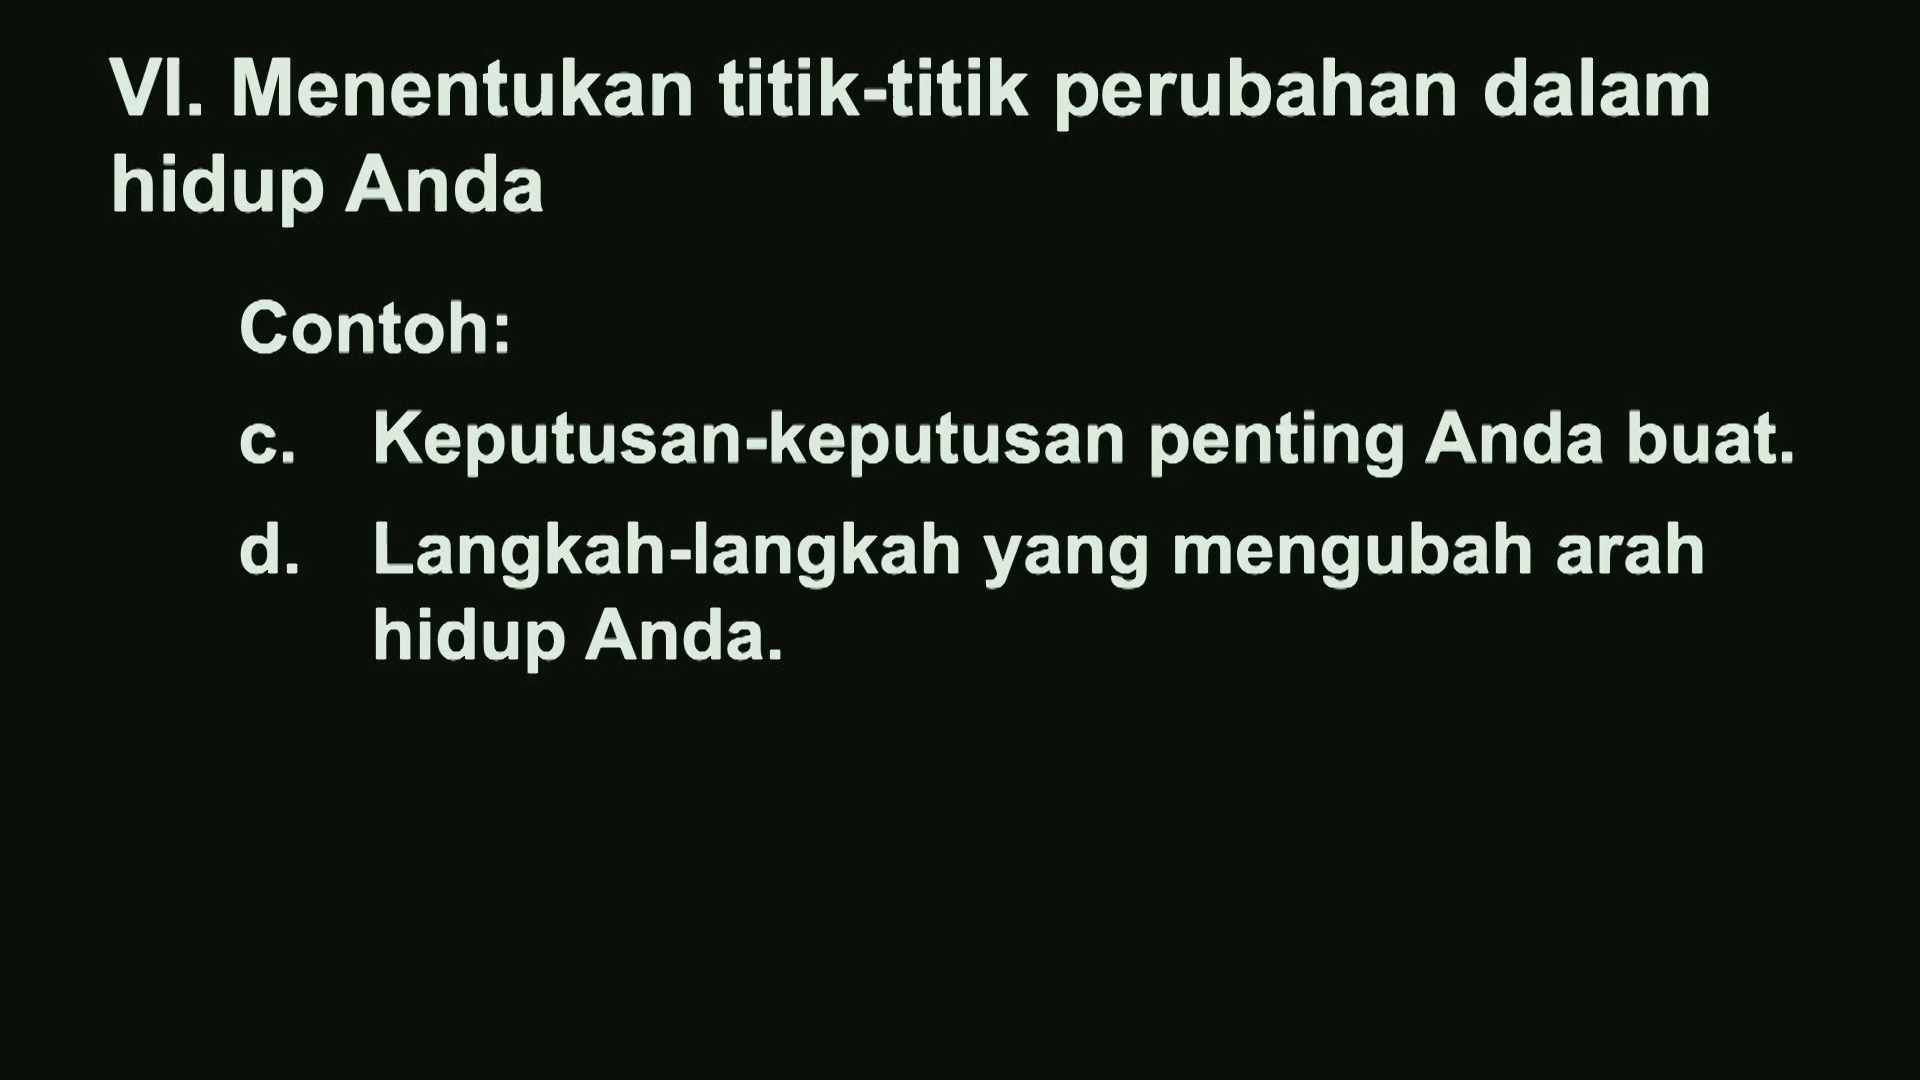 VI. Menentukan titik-titik perubahan dalam
hidup Anda
Contoh:
c. Keputusan-keputusan penting Anda buat.
d. Langkah-langkah yang mengubah arah
hidup Anda.